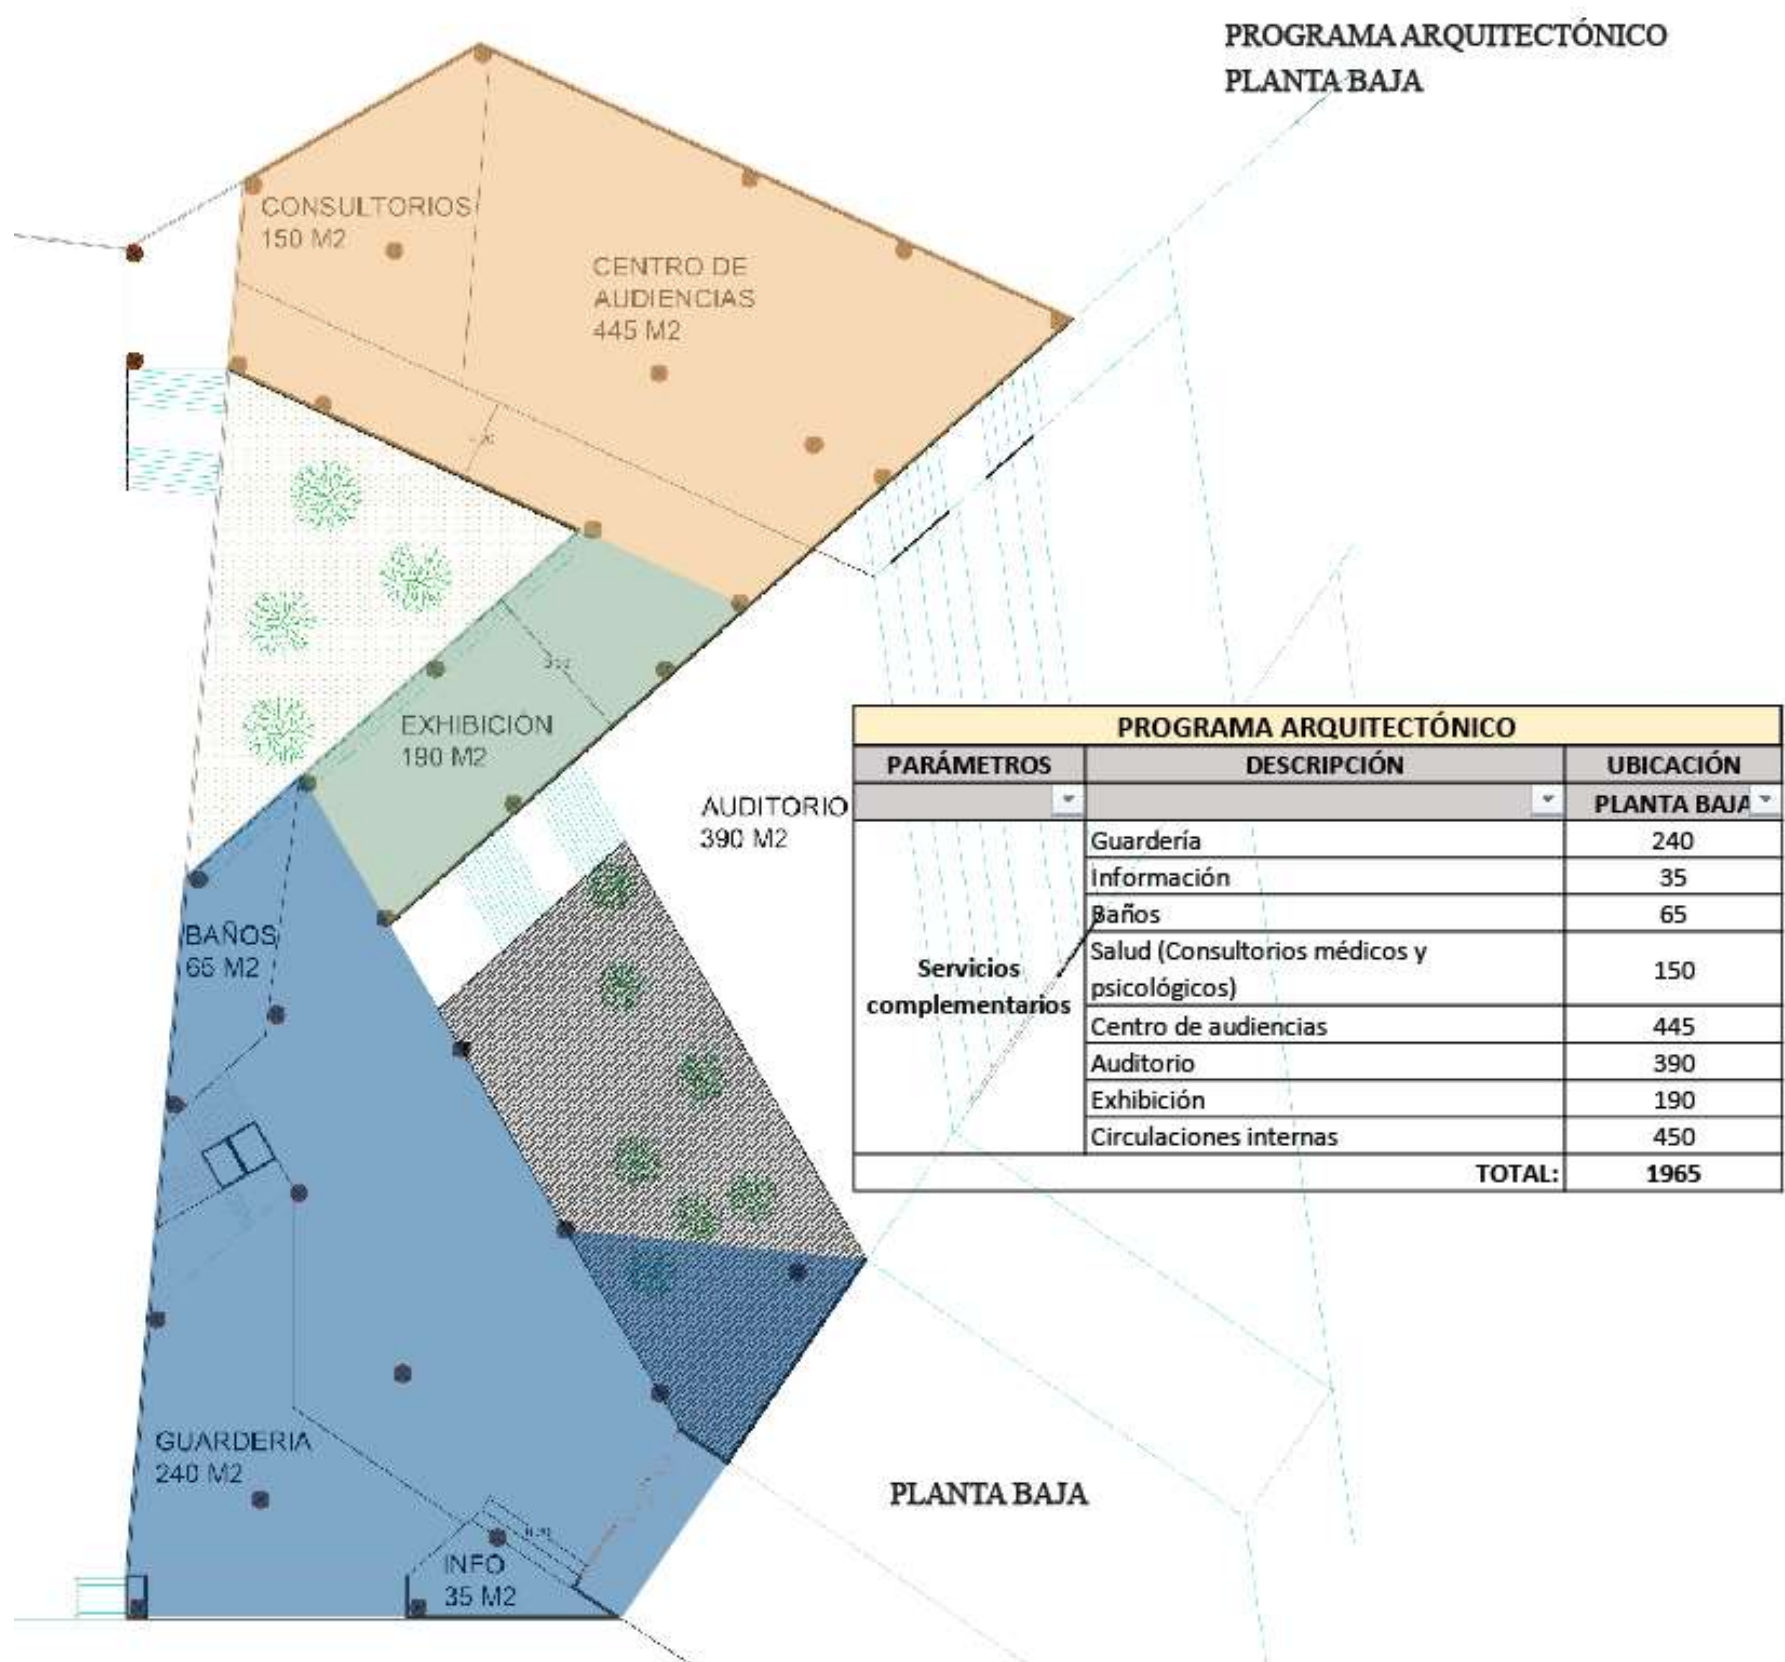 PROGRAMA ARQUITECTÓNICO
PLANTA BAJA
CONSULTORIOS
150 M2
CENTRO DE
AUDIENCIAS
445 M2
EXHIBICIÓN
190 M2
AUDITORIO
390 M2
BAÑOS
65 M2
GUARDERIA
240 M2
INFO
35 M2
PLANTA BAJA
PROGRAMA ARQUITECTÓNICO
PARÁMETROS DESCRIPCIÓN UBICACIÓN
PLANTA BAJA
Servicios
complementarios
Guardería 240
Información 35
Baños 65
Salud (Consultorios médicos y
psicológicos) 150
Centro de audiencias 445
Auditorio 390
Exhibición 190
Circulaciones internas 450
TOTAL: 1965